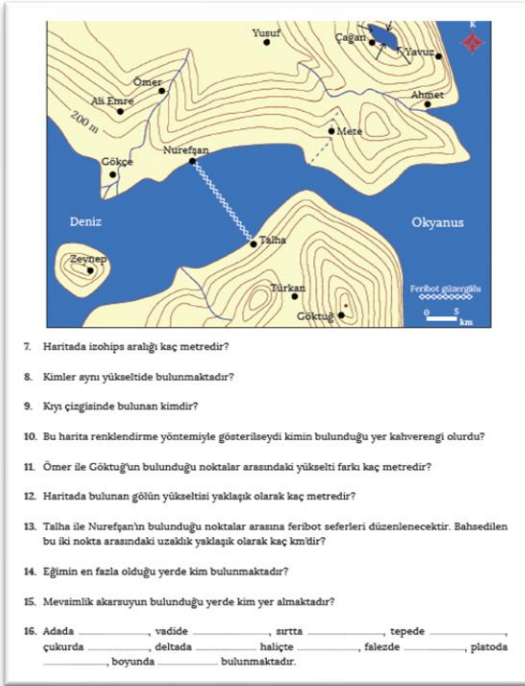 k
Yusuf
Çağan
Yavuz
Ömer
Ali Emre
Ahmet
200 m
Mete
Nurefşan
Gökçe
Deniz
Okyanus
Talha
Zeynep
Türkan
Feribot güzergâhı
Göktuğ
0 5
km
7. Haritada izohips aralığı kaç metredir?
8. Kimler aynı yükseltide bulunmaktadır?
9. Kıyı çizgisinde bulunan kimdir?
10. Bu harita renklendirme yöntemiyle gösterilseydi kimin bulunduğu yer kahverengi olurdu?
11. Ömer ile Göktuğ'un bulunduğu noktalar arasındaki yükselti farkı kaç metredir?
12. Haritada bulunan gölün yükseltisi yaklaşık olarak kaç metredir?
13. Talha ile Nurefşan'ın bulunduğu noktalar arasına feribot seferleri düzenlenecektir. Bahsedilen
bu iki nokta arasındaki uzaklık yaklaşık olarak kaç km'dir?
14. Eğimin en fazla olduğu yerde kim bulunmaktadır?
15. Mevsimlik akarsuyun bulunduğu yerde kim yer almaktadır?
16. Adada ............, vadide ............, sırtta ............, tepede ............,
çukurda ............, deltada ............ haliçte ............, falezde ............, platoda
............, boyunda ............ bulunmaktadır.